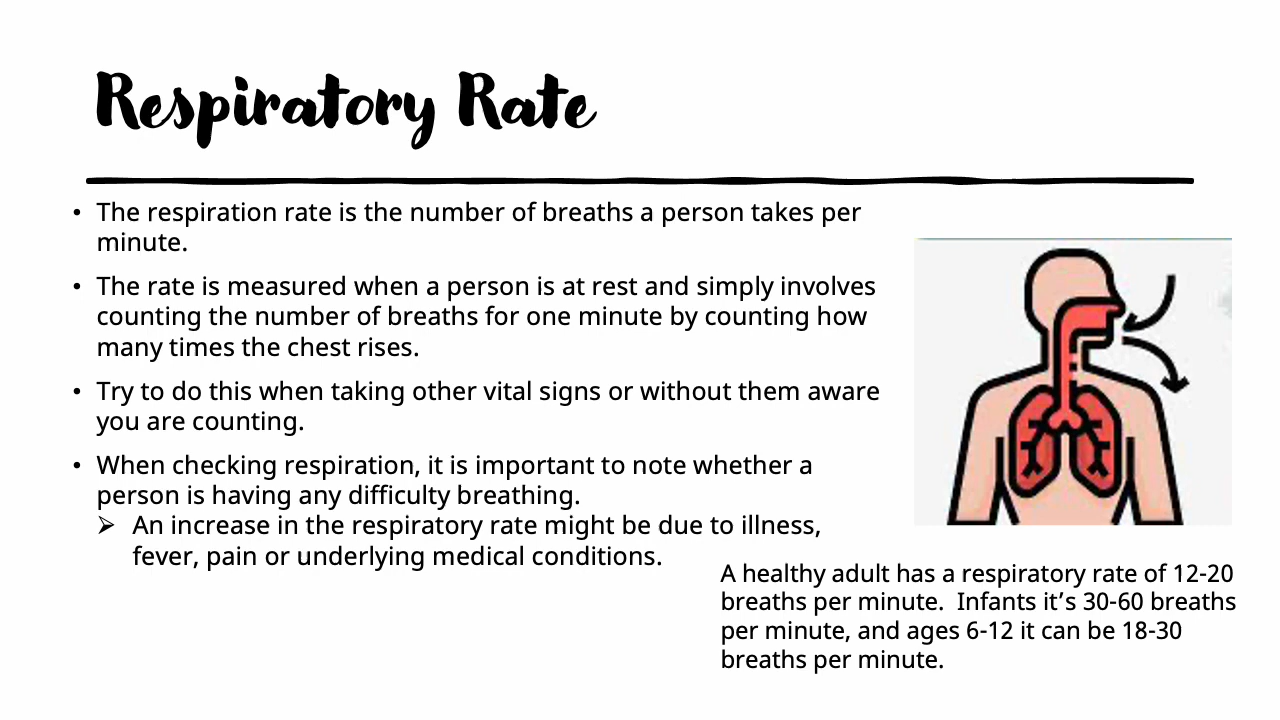 Respiratory Rate
• The respiration rate is the number of breaths a person takes per
minute.
• The rate is measured when a person is at rest and simply involves
counting the number of breaths for one minute by counting how
many times the chest rises.
• Try to do this when taking other vital signs or without them aware
you are counting.
• When checking respiration, it is important to note whether a
person is having any difficulty breathing.
➢ An increase in the respiratory rate might be due to illness,
fever, pain or underlying medical conditions.
A healthy adult has a respiratory rate of 12-20
breaths per minute.  Infants it’s 30-60 breaths
per minute, and ages 6-12 it can be 18-30
breaths per minute.